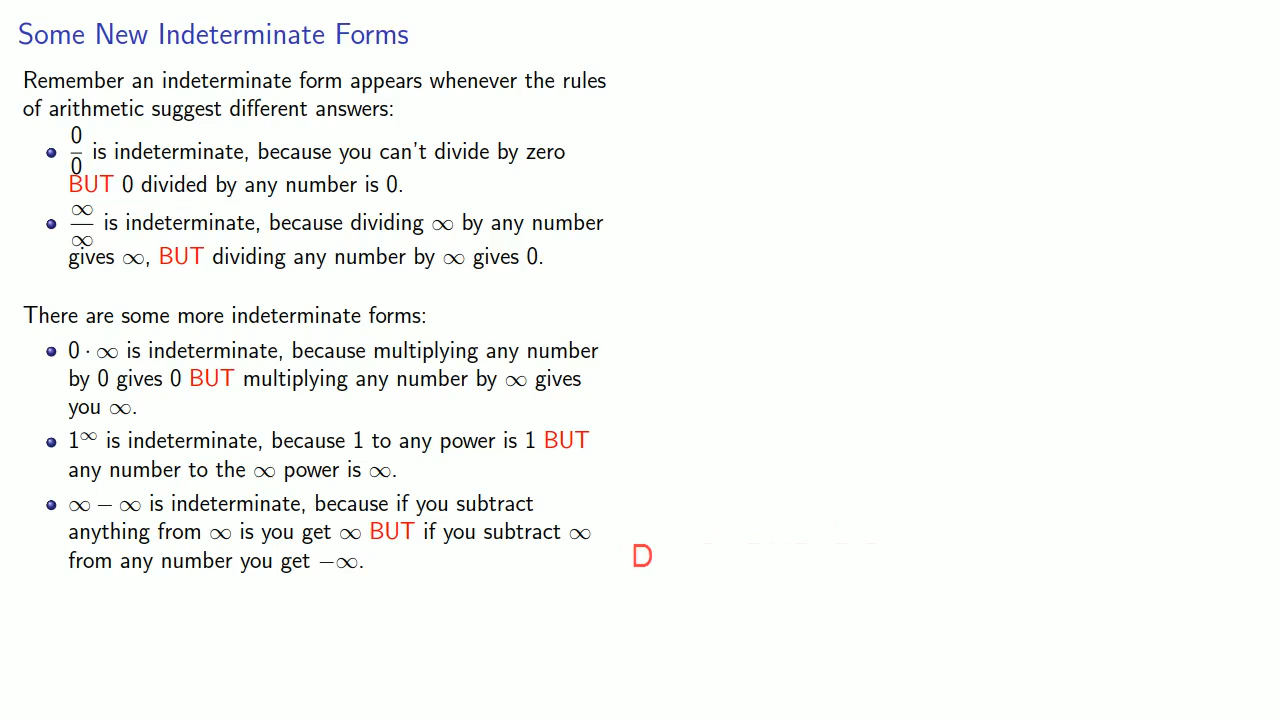 Some New Indeterminate Forms
Remember an indeterminate form appears whenever the rules
of arithmetic suggest different answers:
0/0 is indeterminate, because you can't divide by zero
BUT 0 divided by any number is 0.
∞/∞ is indeterminate, because dividing ∞ by any number
gives ∞, BUT dividing any number by ∞ gives 0.
There are some more indeterminate forms:
0 · ∞ is indeterminate, because multiplying any number
by 0 gives 0 BUT multiplying any number by ∞ gives
you ∞.
1^∞ is indeterminate, because 1 to any power is 1 BUT
any number to the ∞ power is ∞.
∞ − ∞ is indeterminate, because if you subtract
anything from ∞ is you get ∞ BUT if you subtract ∞
from any number you get −∞.
D